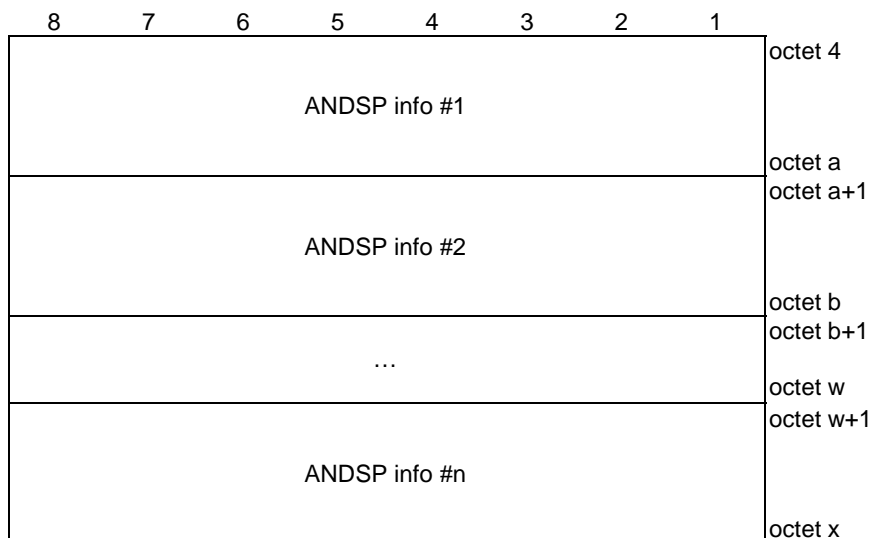 8 7 6 5 4 3 2 1
octet 4
ANDSP info #1
octet a
octet a+1
ANDSP info #2
octet b
octet b+1
…
octet w
octet w+1
ANDSP info #n
octet x